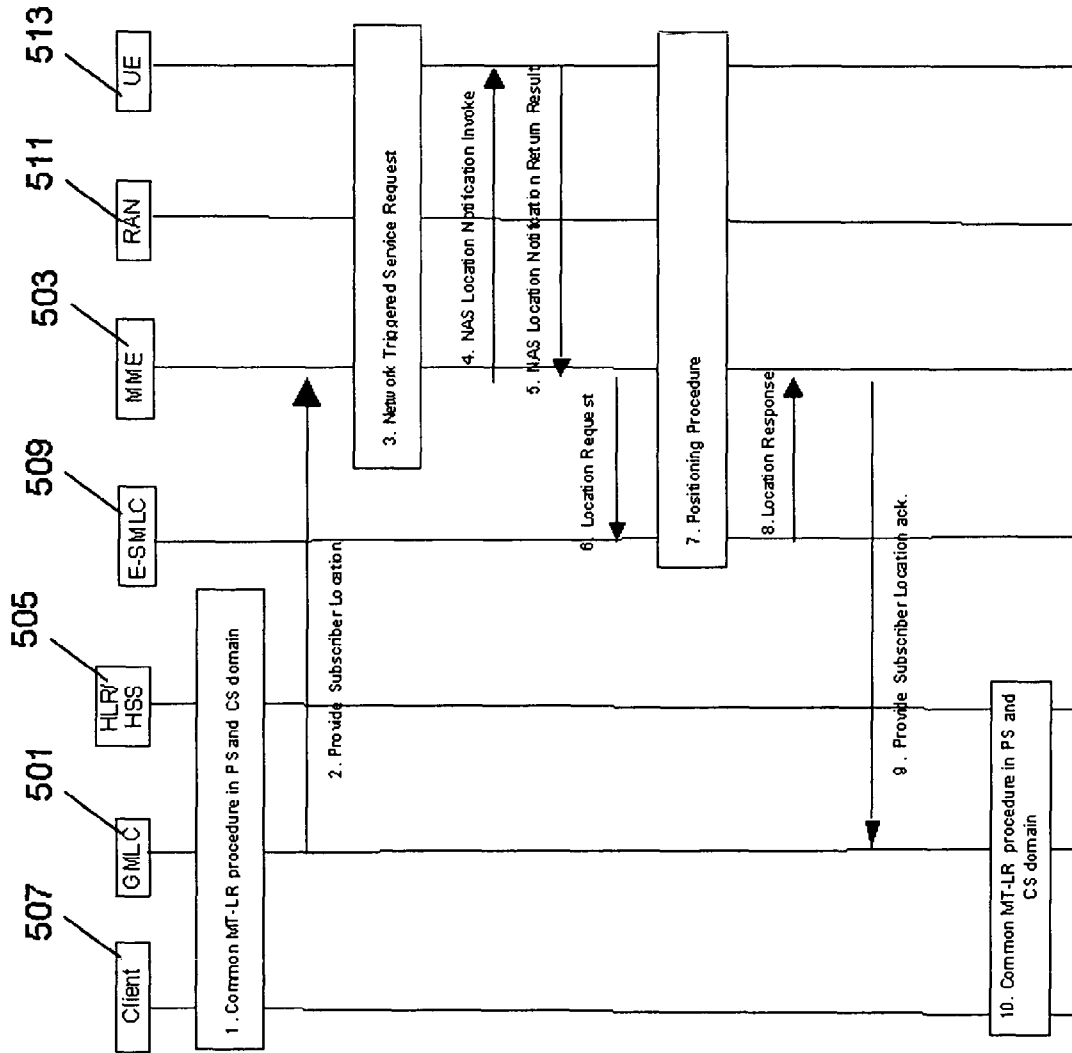 507
501
505
509
503
511
513
Client
GMLC
HLR/
HSS
E-SMLC
MME
RAN
UE
1. Common MT-LR procedure in PS and CS domain
2. Provide Subscriber Location
3. Network Triggered Service Request
4. NAS Location Notification Invoke
5. NAS Location Notification Return Result
6. Location Request
7. Positioning Procedure
8. Location Response
9. Provide Subscriber Location ack.
10. Common MT-LR procedure in PS and
CS domain